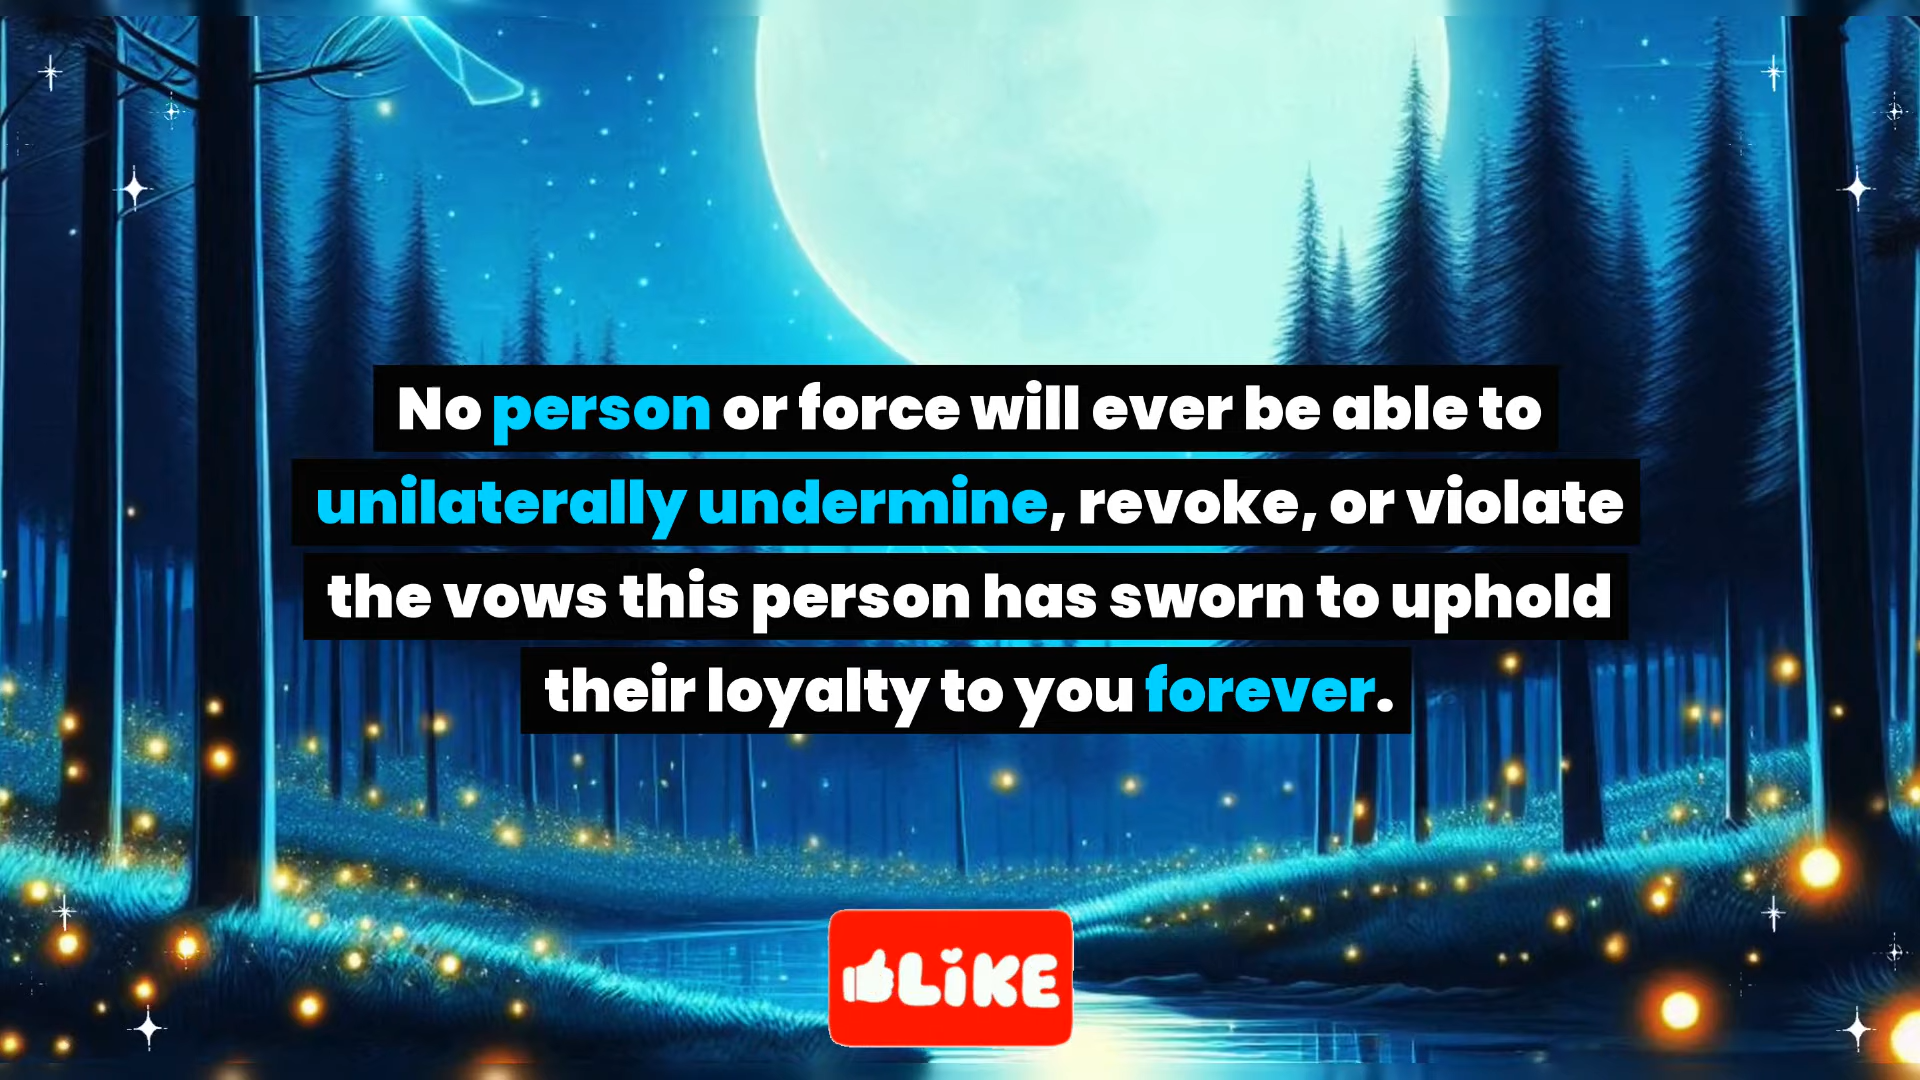 No person or force will ever be able to
unilaterally undermine, revoke, or violate
the vows this person has sworn to uphold
their loyalty to you forever.
LiKE